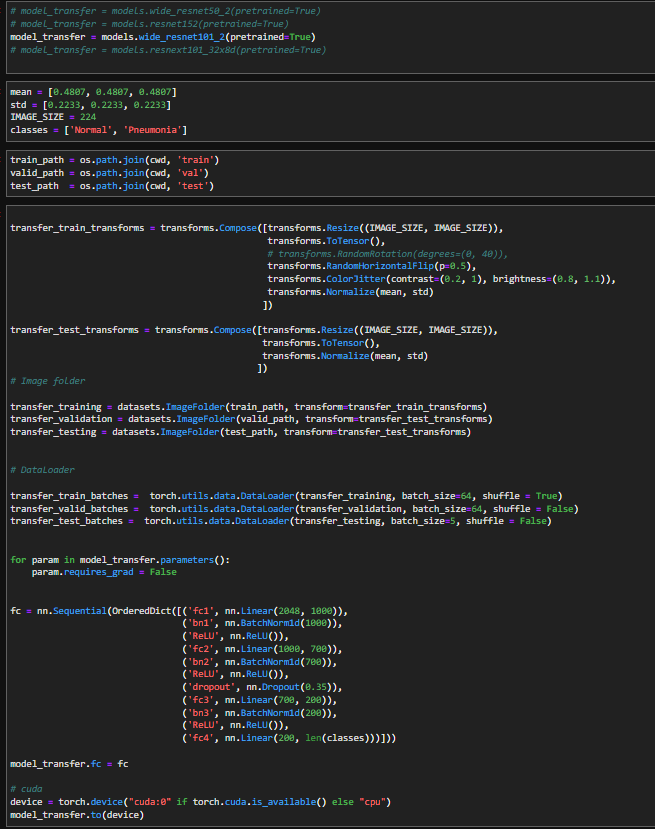 # model_transfer = models.wide_resnet50_2(pretrained=True)
# model_transfer = models.resnet152(pretrained=True)
model_transfer = models.wide_resnet101_2(pretrained=True)
# model_transfer = models.resnext101_32x8d(pretrained=True)
mean = [0.4807, 0.4807, 0.4807]
std = [0.2233, 0.2233, 0.2233]
IMAGE_SIZE = 224
classes = ['Normal', 'Pneumonia']
train_path = os.path.join(cwd, 'train')
valid_path = os.path.join(cwd, 'val')
test_path  = os.path.join(cwd, 'test')
transfer_train_transforms = transforms.Compose([transforms.Resize((IMAGE_SIZE, IMAGE_SIZE)),
transforms.ToTensor(),
# transforms.RandomRotation(degrees=(0, 40)),
transforms.RandomHorizontalFlip(p=0.5),
transforms.ColorJitter(contrast=(0.2, 1), brightness=(0.8, 1.1)),
transforms.Normalize(mean, std)
])
transfer_test_transforms = transforms.Compose([transforms.Resize((IMAGE_SIZE, IMAGE_SIZE)),
transforms.ToTensor(),
transforms.Normalize(mean, std)
])
# Image folder
transfer_training = datasets.ImageFolder(train_path, transform=transfer_train_transforms)
transfer_validation = datasets.ImageFolder(valid_path, transform=transfer_test_transforms)
transfer_testing = datasets.ImageFolder(test_path, transform=transfer_test_transforms)
# DataLoader
transfer_train_batches =  torch.utils.data.DataLoader(transfer_training, batch_size=64, shuffle = True)
transfer_valid_batches =  torch.utils.data.DataLoader(transfer_validation, batch_size=64, shuffle = False)
transfer_test_batches =  torch.utils.data.DataLoader(transfer_testing, batch_size=5, shuffle = False)
for param in model_transfer.parameters():
    param.requires_grad = False
fc = nn.Sequential(OrderedDict([('fc1', nn.Linear(2048, 1000)),
('bn1', nn.BatchNorm1d(1000)),
('ReLU', nn.ReLU()),
('fc2', nn.Linear(1000, 700)),
('bn2', nn.BatchNorm1d(700)),
('ReLU', nn.ReLU()),
('dropout', nn.Dropout(0.35)),
('fc3', nn.Linear(700, 200)),
('bn3', nn.BatchNorm1d(200)),
('ReLU', nn.ReLU()),
('fc4', nn.Linear(200, len(classes)))]))
model_transfer.fc = fc
# cuda
device = torch.device("cuda:0" if torch.cuda.is_available() else "cpu")
model_transfer.to(device)